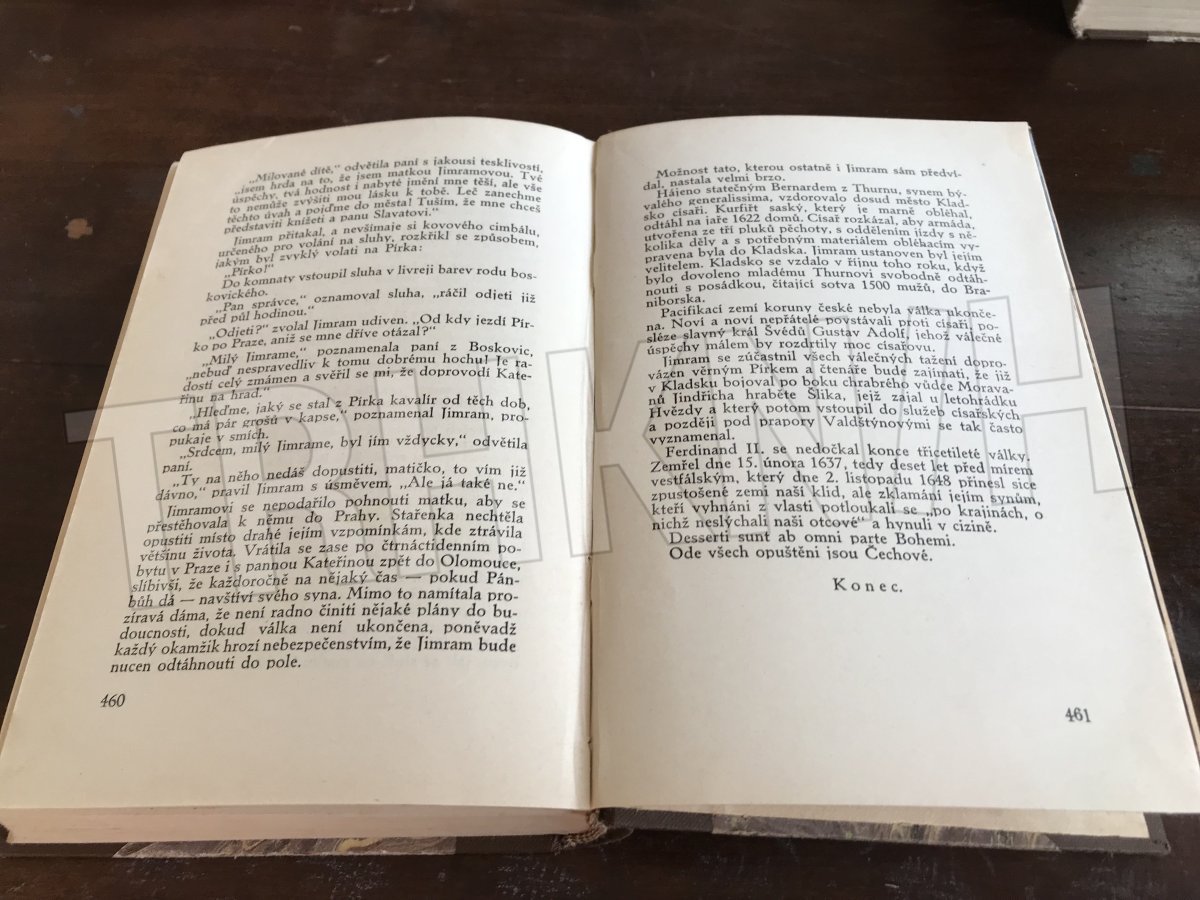 „Milované dítě,“ odvětila paní s jakousi tesklivostí,
„jsem hrda na to, že jsem matkou Jimramovou. Tvé
úspěchy, tvá hodnost i nabyté jmění mne těší, ale vše
to nemůže zvýšiti mou lásku k tobě. Leč zanechme
těchto úvah a pojďme do města! Tuším, že mne chceš
představiti knížeti a panu Slavatovi.“
Jimram přitakal, a nevšímaje si kovového cimbálu,
určeného pro volání na sluhy, rozkřikl se způsobem,
jakým byl zvyklý volati na Pírka:
„Pírko!“
Do komnaty vstoupil sluha v livreji barev rodu bos-
kovického.
„Pan správce,“ oznamoval sluha, „ráčil odjeti již
před půl hodinou.“
„Odjeti?“ zvolal Jimram udiven. „Od kdy jezdí Pír-
ko po Praze, aniž se mne dříve otázal?“
„Milý Jimrame,“ poznamenala paní z Boskovic,
„nebuď nespravedliv k tomu dobrému hochu! Je ra-
dostí celý zmámen a svěřil se mi, že doprovodí Kate-
řinu na hrad.“
„Hleďme, jaký se stal z Pírka kavalír od těch dob,
co má pár grošů v kapse,“ poznamenal Jimram, pro-
pukaje v smích.
„Srdcem, milý Jimrame, byl jím vždycky,“ odvětila
paní.
„Ty na něho nedáš dopustiti, matičko, to vím již
dávno,“ pravil Jimram s úsměvem. „Ale já také ne.“
Jimramovi se nepodařilo pohnouti matku, aby se
přestěhovala k němu do Prahy. Stařenka nechtěla
opustiti místo drahé jejím vzpomínkám, kde ztrávila
většinu života. Vrátila se zase po čtrnáctidenním po-
bytu v Praze i s pannou Kateřinou zpět do Olomouce,
slíbivši, že každoročně na nějaký čas — pokud Pán-
bůh dá — navštíví svého syna. Mimo to namítala pro-
zíravá dáma, že není radno činiti nějaké plány do bu-
doucnosti, dokud válka není ukončena, poněvadž
každý okamžik hrozí nebezpečenstvím, že Jimram bude
nucen odtáhnouti do pole.
460
Možnost tato, kterou ostatně i Jimram sám předví-
dal, nastala velmi brzo.
Hájeno statečným Bernardem z Thurnu, synem bý-
valého generalissima, vzdorovalo dosud město Klad-
sko císaři. Kurfiřt saský, který je marně obléhal,
odtáhl na jaře 1622 domů. Císař rozkázal, aby armáda,
utvořena ze tří pluků pěchoty, s oddělením jízdy s ně-
kolika děly a s potřebným materiálem obléhacím vy-
pravena byla do Kladska. Jimram ustanoven byl jejím
velitelem. Kladsko se vzdalo v říjnu toho roku, když
bylo dovoleno mladému Thurnovi svobodně odtáh-
nouti s posádkou, čítající sotva 1500 mužů, do Bra-
niborska.
Pacifikací zemí koruny české nebyla válka ukonče-
na. Noví a noví nepřátelé povstávali proti císaři, po-
sléze slavný král Švédů Gustav Adolf, jehož válečné
úspěchy málem by rozdrtily moc císařovu.
Jimram se zúčastnil všech válečných tažení dopro-
vázen věrným Pírkem a čtenáře bude zajímati, že již
v Kladsku bojoval po boku chrabrého vůdce Morava-
nů Jindřicha hraběte Šlika, jejž zajal u letohrádku
Hvězdy a který potom vstoupil do služeb císařských
a později pod prapory Valdštýnovými se tak často
vyznamenal.
Ferdinand II. se nedočkal konce třicetileté války.
Zemřel dne 15. února 1637, tedy deset let před mírem
vestfálským, který dne 2. listopadu 1648 přinesl sice
zpustošené zemi naší klid, ale zklamání jejím synům,
kteří vyhnáni z vlasti potloukali se „po krajinách, o
nichž neslýchali naši otcové“ a hynuli v cizině.
Desserti sunt ab omni parte Bohemi.
Ode všech opuštěni jsou Čechové.
Konec.
461
TRHKNIH